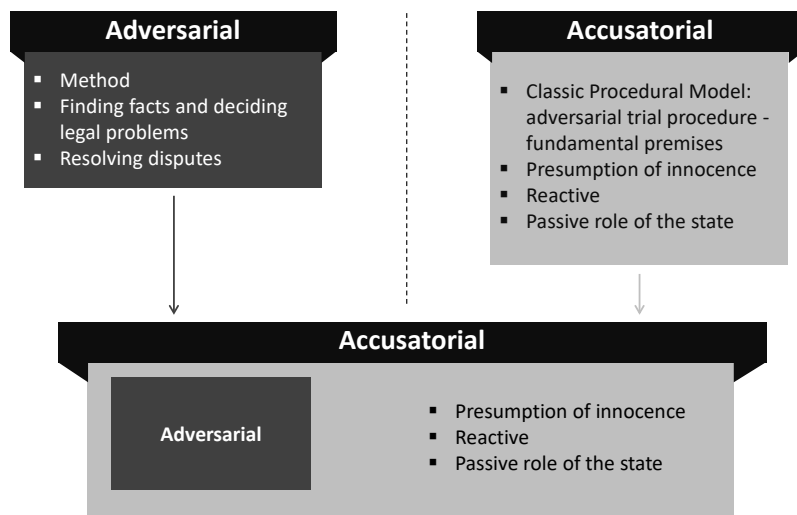 Adversarial
▪ Method
▪ Finding facts and deciding
legal problems
▪ Resolving disputes
Accusatorial
▪ Classic Procedural Model:
adversarial trial procedure -
fundamental premises
▪ Presumption of innocence
▪ Reactive
▪ Passive role of the state
Accusatorial
Adversarial
▪ Presumption of innocence
▪ Reactive
▪ Passive role of the state